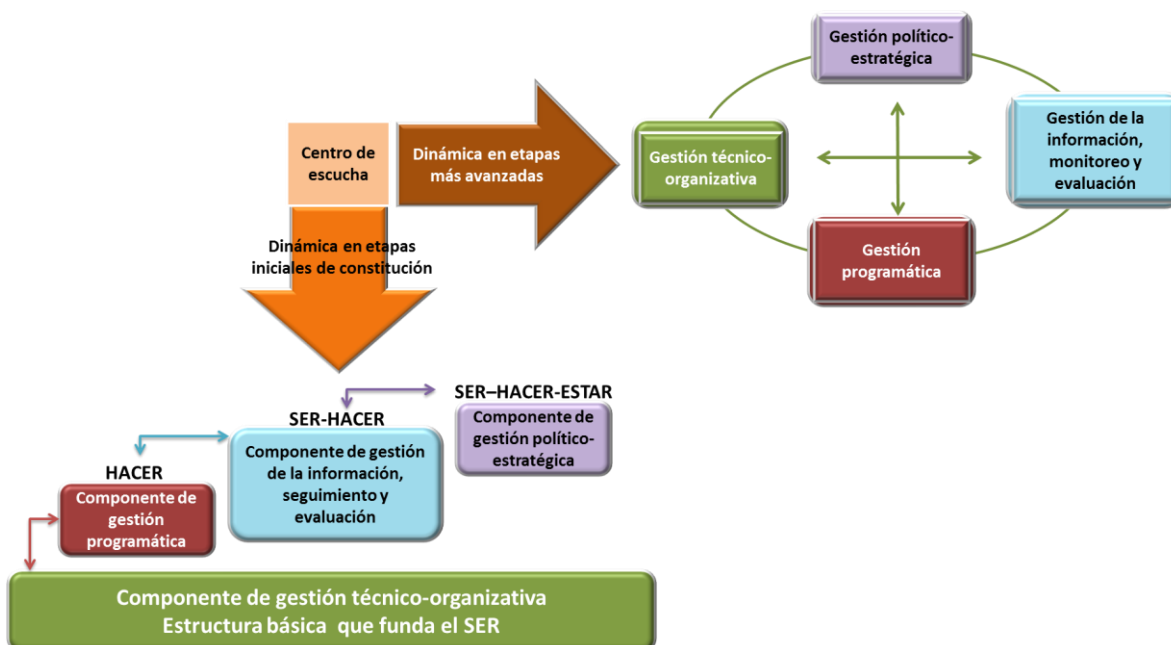 Gestión político-
estratégica
Centro de
escucha
Dinámica en etapas
más avanzadas
Gestión técnico-
organizativa
Gestión de la
información,
monitoreo y
evaluación
Gestión
programática
Dinámica en etapas
iniciales de constitución
SER–HACER-ESTAR
Componente de
gestión político-
estratégica
SER-HACER
Componente de gestión
de la información,
seguimiento y
evaluación
HACER
Componente de
gestión
programática
Componente de gestión técnico-organizativa
Estructura básica que funda el SER